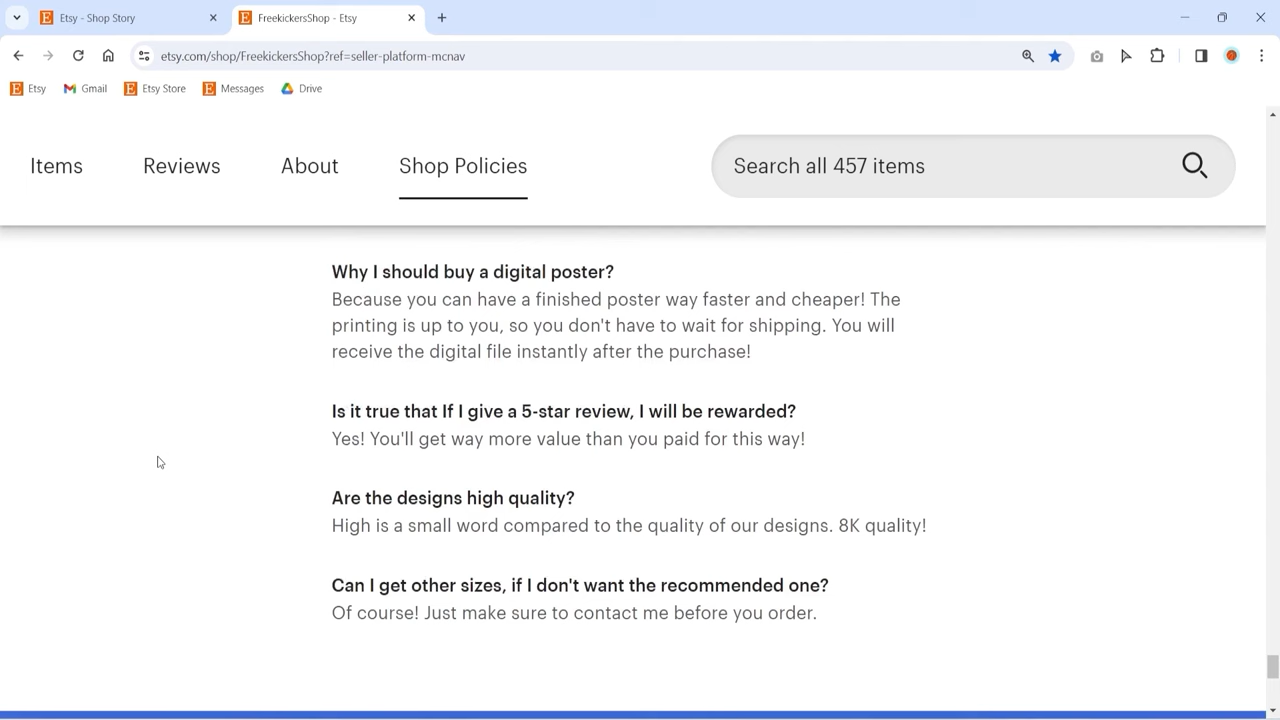 Etsy - Shop Story
FreekickersShop - Etsy
etsy.com/shop/FreekickersShop?ref=seller-platform-mcnav
Etsy
Gmail
Etsy Store
Messages
Drive
Items
Reviews
About
Shop Policies
Search all 457 items
Why I should buy a digital poster?
Because you can have a finished poster way faster and cheaper! The
printing is up to you, so you don't have to wait for shipping. You will
receive the digital file instantly after the purchase!
Is it true that If I give a 5-star review, I will be rewarded?
Yes! You'll get way more value than you paid for this way!
Are the designs high quality?
High is a small word compared to the quality of our designs. 8K quality!
Can I get other sizes, if I don't want the recommended one?
Of course! Just make sure to contact me before you order.